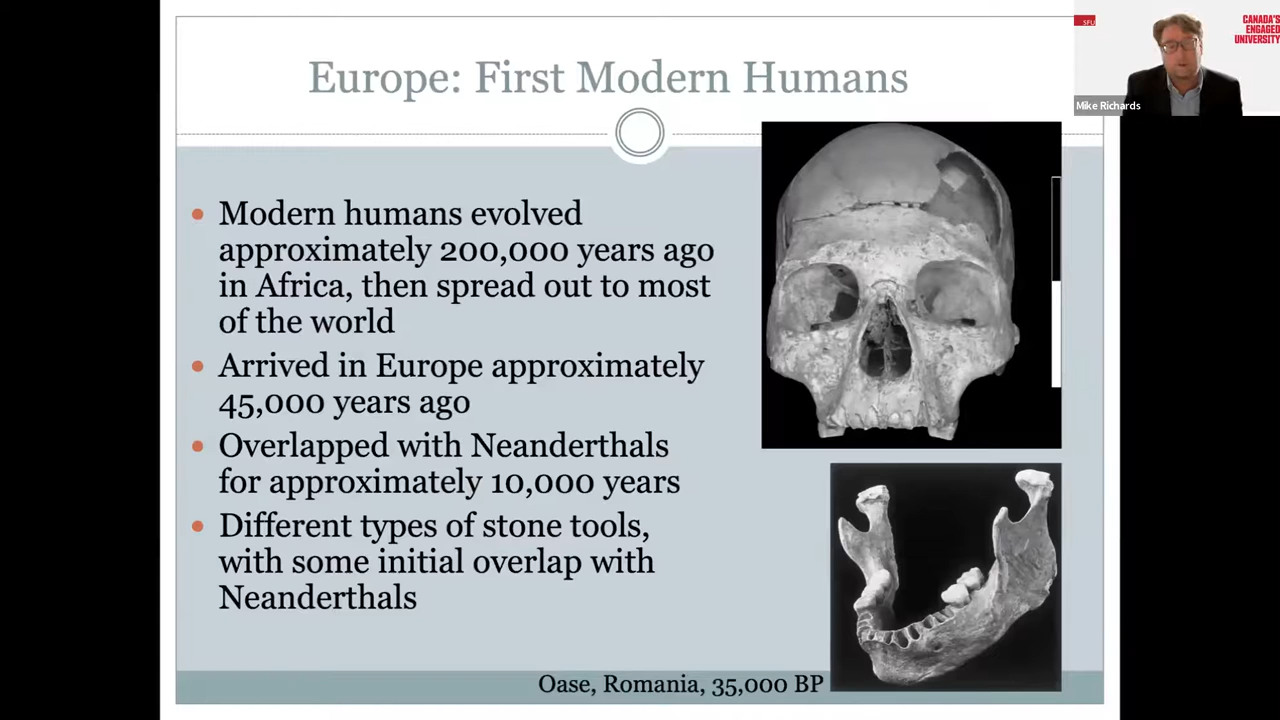 Europe: First Modern Humans
SFU
CANADA'S
ENGAGED
UNIVERSITY
Mike Richards
• Modern humans evolved
approximately 200,000 years ago
in Africa, then spread out to most
of the world
• Arrived in Europe approximately
45,000 years ago
• Overlapped with Neanderthals
for approximately 10,000 years
• Different types of stone tools,
with some initial overlap with
Neanderthals
Oase, Romania, 35,000 BP